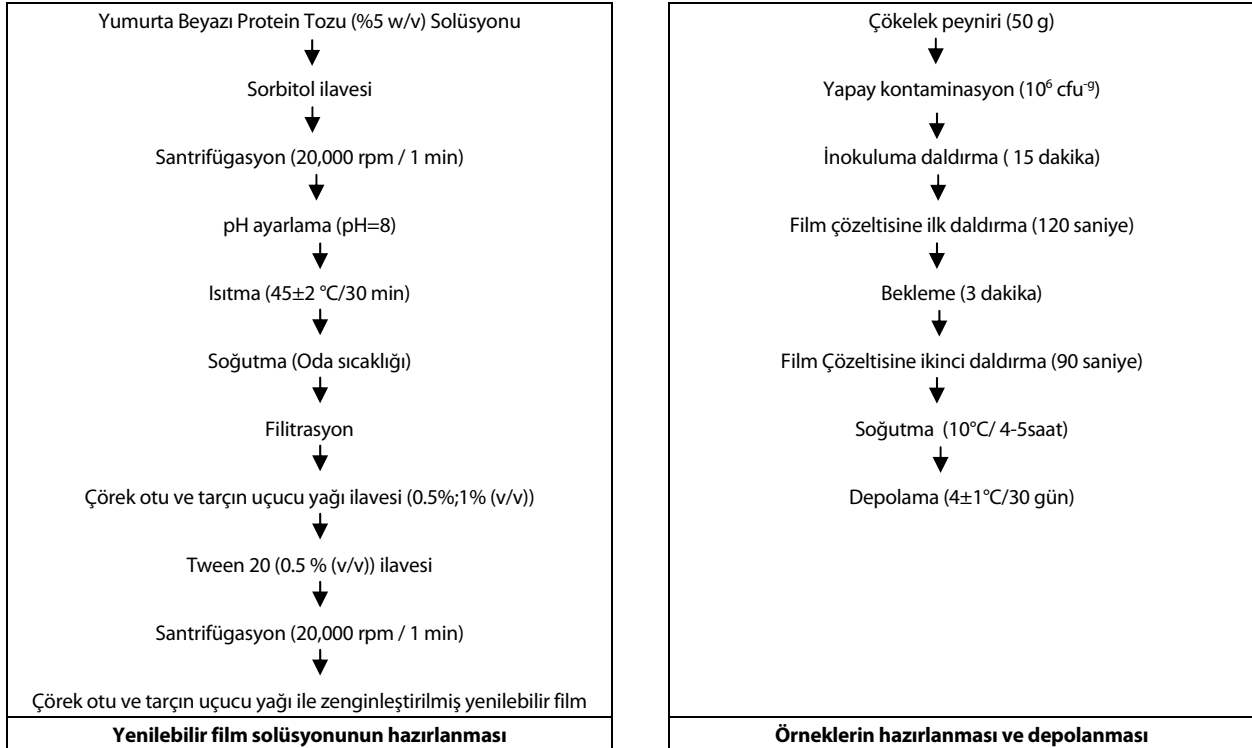 Yumurta Beyazı Protein Tozu (%5 w/v) Solüsyonu
Sorbitol ilavesi
Santrifügasyon (20,000 rpm / 1 min)
pH ayarlama (pH=8)
Isıtma (45±2 °C/30 min)
Soğutma (Oda sıcaklığı)
Filitrasyon
Çörek otu ve tarçın uçucu yağı ilavesi (0.5%;1% (v/v))
Tween 20 (0.5 % (v/v)) ilavesi
Santrifügasyon (20,000 rpm / 1 min)
Çörek otu ve tarçın uçucu yağı ile zenginleştirilmiş yenilebilir film
Yenilebilir film solüsyonunun hazırlanması
Çökelek peyniri (50 g)
Yapay kontaminasyon (10⁶ cfu⁻ᵍ)
İnokuluma daldırma ( 15 dakika)
Film çözeltisine ilk daldırma (120 saniye)
Bekleme (3 dakika)
Film Çözeltisine ikinci daldırma (90 saniye)
Soğutma (10°C/ 4-5saat)
Depolama (4±1°C/30 gün)
Örneklerin hazırlanması ve depolanması